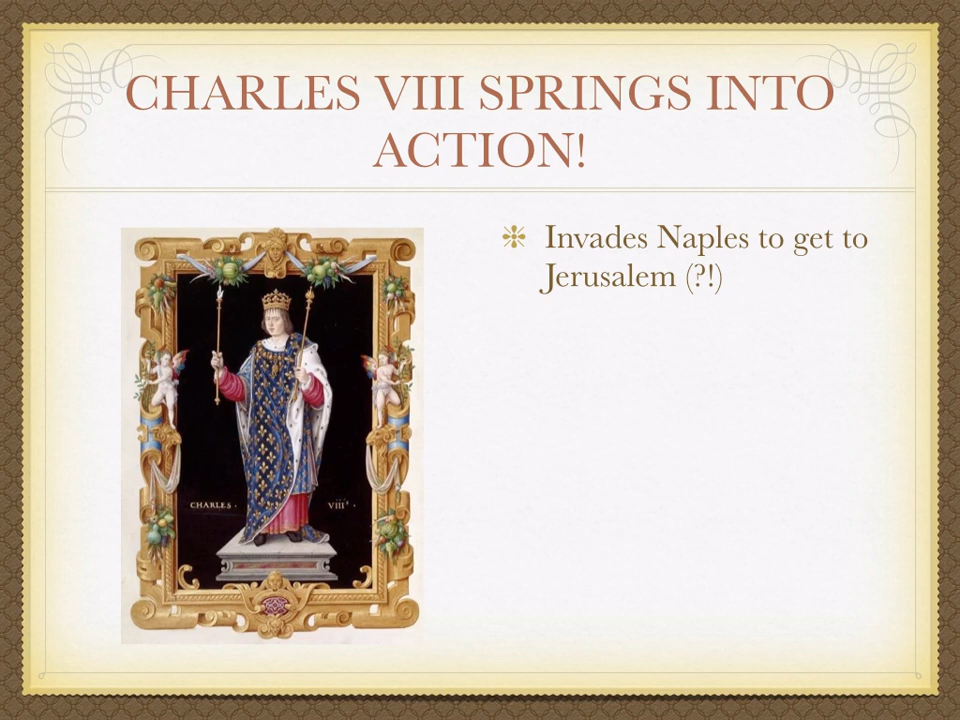 CHARLES VIII SPRINGS INTO
ACTION!
❉ Invades Naples to get to
Jerusalem (?!)
CHARLES · VIII° ·